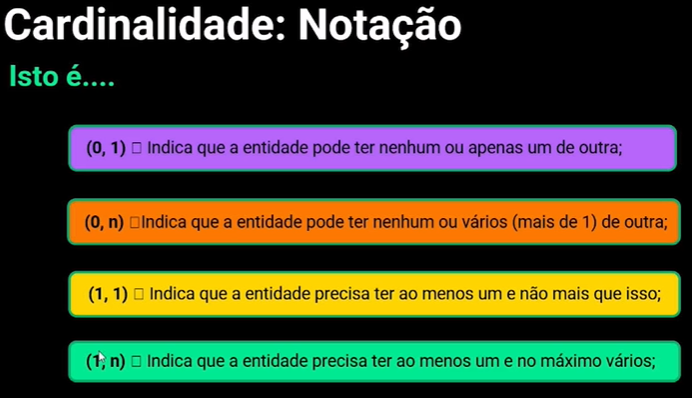 Cardinalidade: Notação
Isto é....
(0, 1) □ Indica que a entidade pode ter nenhum ou apenas um de outra;
(0, n) □Indica que a entidade pode ter nenhum ou vários (mais de 1) de outra;
(1, 1) □ Indica que a entidade precisa ter ao menos um e não mais que isso;
(1, n) □ Indica que a entidade precisa ter ao menos um e no máximo vários;